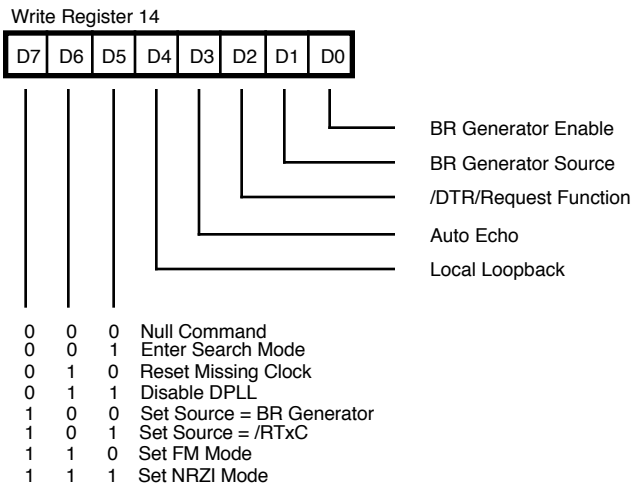 Write Register 14
D7 D6 D5 D4 D3 D2 D1 D0
BR Generator Enable
BR Generator Source
/DTR/Request Function
Auto Echo
Local Loopback
0 0 0 Null Command
0 0 1 Enter Search Mode
0 1 0 Reset Missing Clock
0 1 1 Disable DPLL
1 0 0 Set Source = BR Generator
1 0 1 Set Source = /RTxC
1 1 0 Set FM Mode
1 1 1 Set NRZI Mode